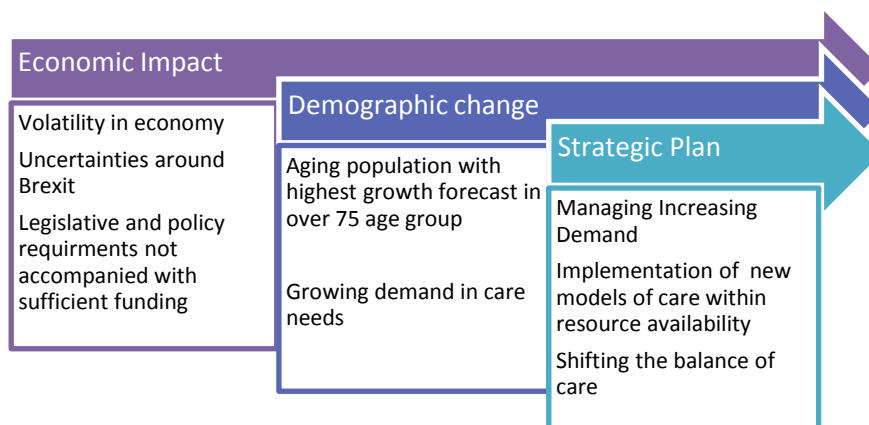 Economic Impact
Volatility in economy
Uncertainties around
Brexit
Legislative and policy
requirments not
accompanied with
sufficient funding
Demographic change
Aging population with
highest growth forecast in
over 75 age group
Growing demand in care
needs
Strategic Plan
Managing Increasing
Demand
Implementation of new
models of care within
resource availability
Shifting the balance of
care